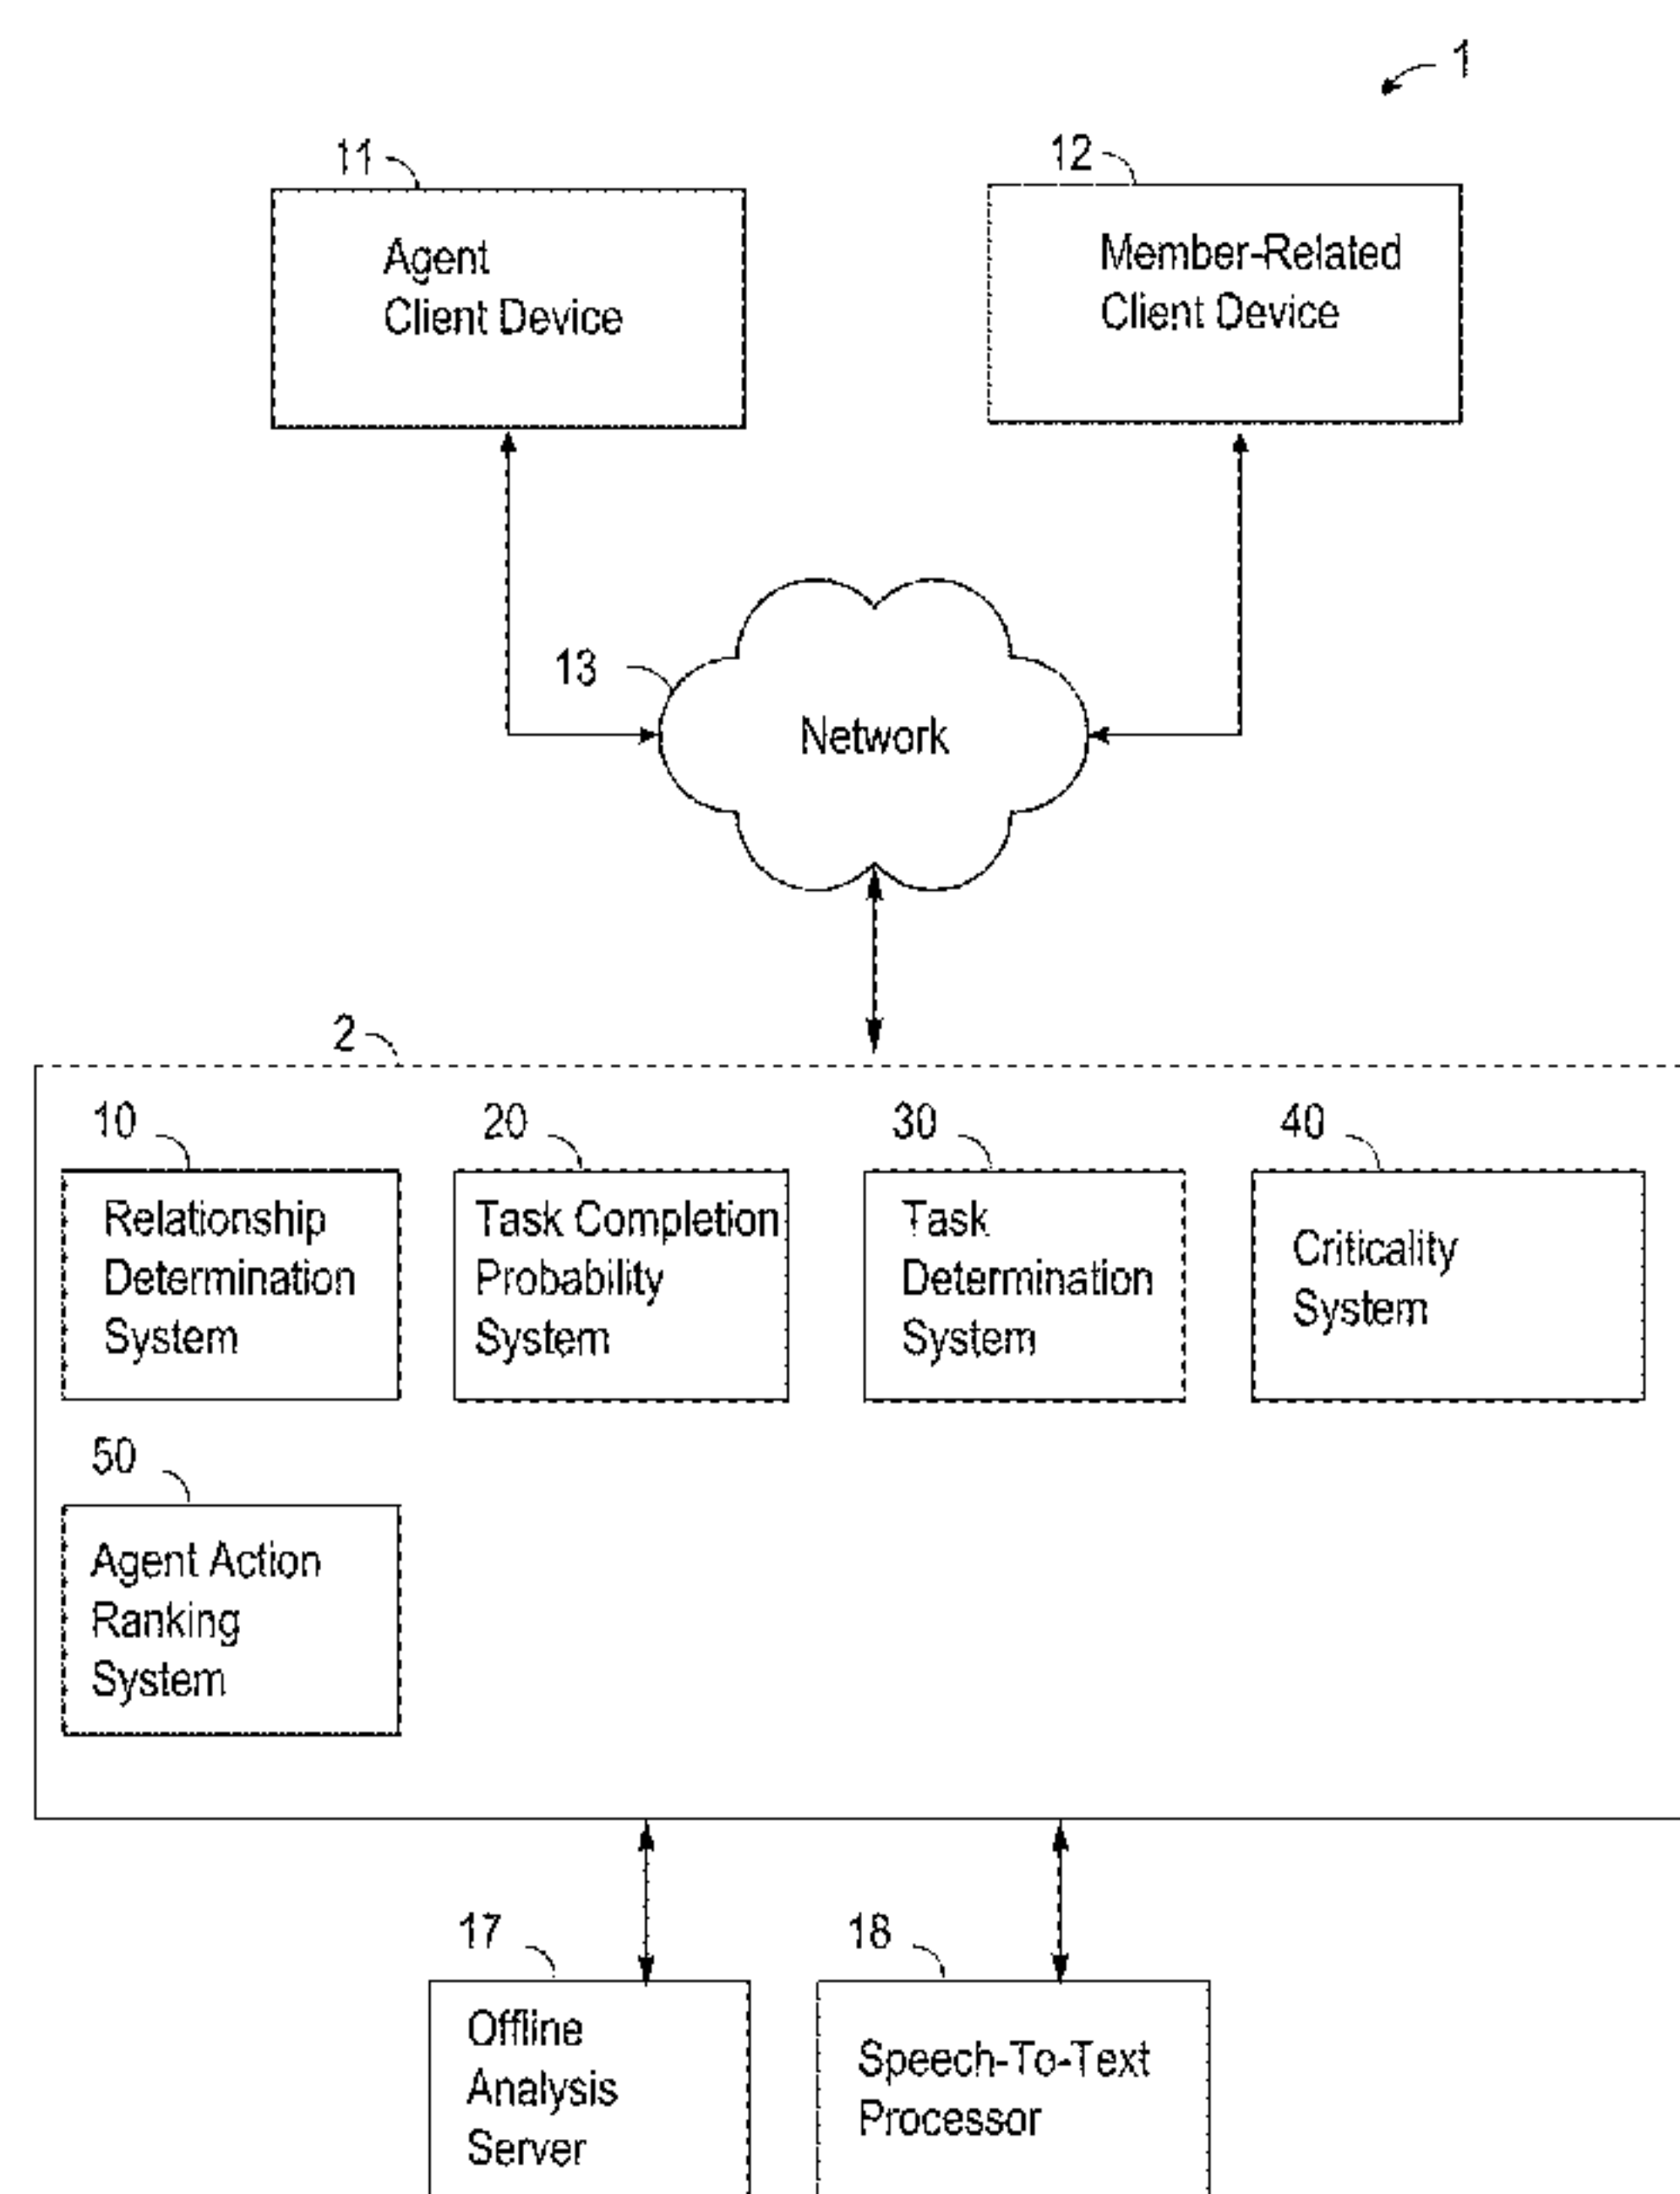 1
11
12
Agent
Client Device
Member-Related
Client Device
13
Network
2
10
20
30
40
Relationship
Determination
System
Task Completion
Probability
System
Task
Determination
System
Criticality
System
50
Agent Action
Ranking
System
17
18
Offline
Analysis
Server
Speech-To-Text
Processor